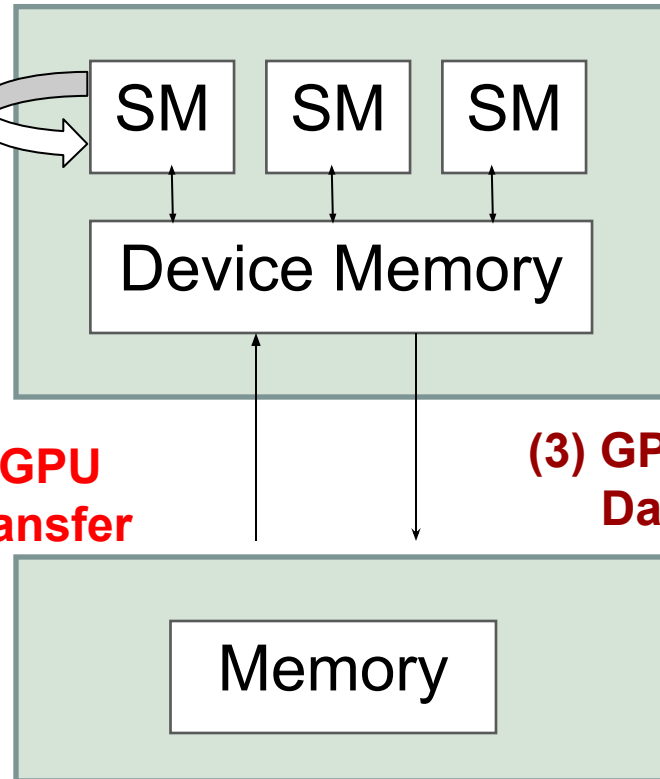 SM SM SM
Device Memory
GPU
ansfer
(3) GP
Da
Memory